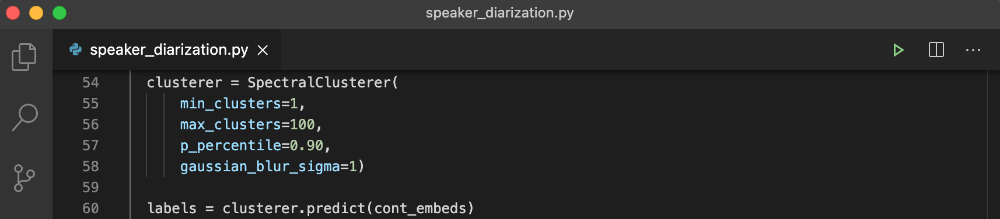 speaker_diarization.py
speaker_diarization.py
54 clusterer = SpectralClusterer(
55 min_clusters=1,
56 max_clusters=100,
57 p_percentile=0.90,
58 gaussian_blur_sigma=1)
59
60 labels = clusterer.predict(cont_embeds)